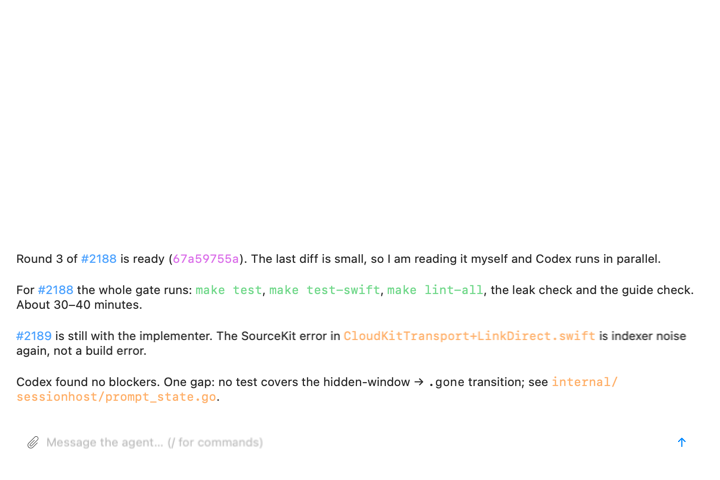 Round 3 of #2188 is ready (67a59755a). The last diff is small, so I am reading it myself and Codex runs in parallel.
For #2188 the whole gate runs: make test, make test-swift, make lint-all, the leak check and the guide check.
About 30–40 minutes.
#2189 is still with the implementer. The SourceKit error in CloudKitTransport+LinkDirect.swift is indexer noise
again, not a build error.
Codex found no blockers. One gap: no test covers the hidden-window → .gone transition; see internal/
sessionhost/prompt_state.go.
Message the agent... (/ for commands)